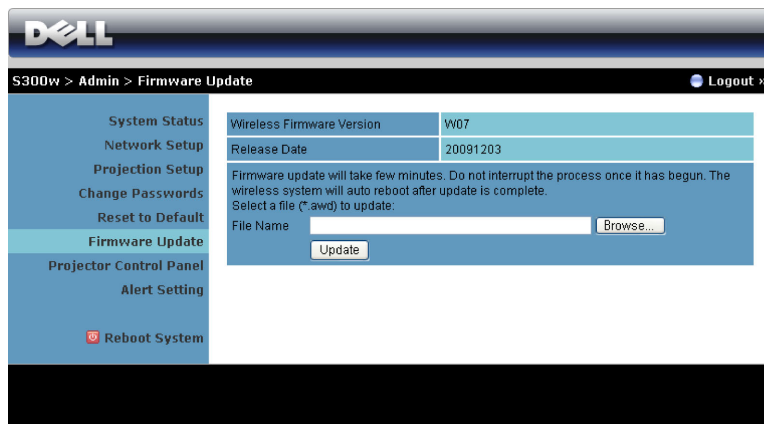 DELL
S300w > Admin > Firmware Update
Logout »
System Status
Network Setup
Projection Setup
Change Passwords
Reset to Default
Firmware Update
Projector Control Panel
Alert Setting
Reboot System
Wireless Firmware Version W07
Release Date 20091203
Firmware update will take few minutes. Do not interrupt the process once it has begun. The
wireless system will auto reboot after update is complete.
Select a file (*.awd) to update:
File Name Browse...
Update